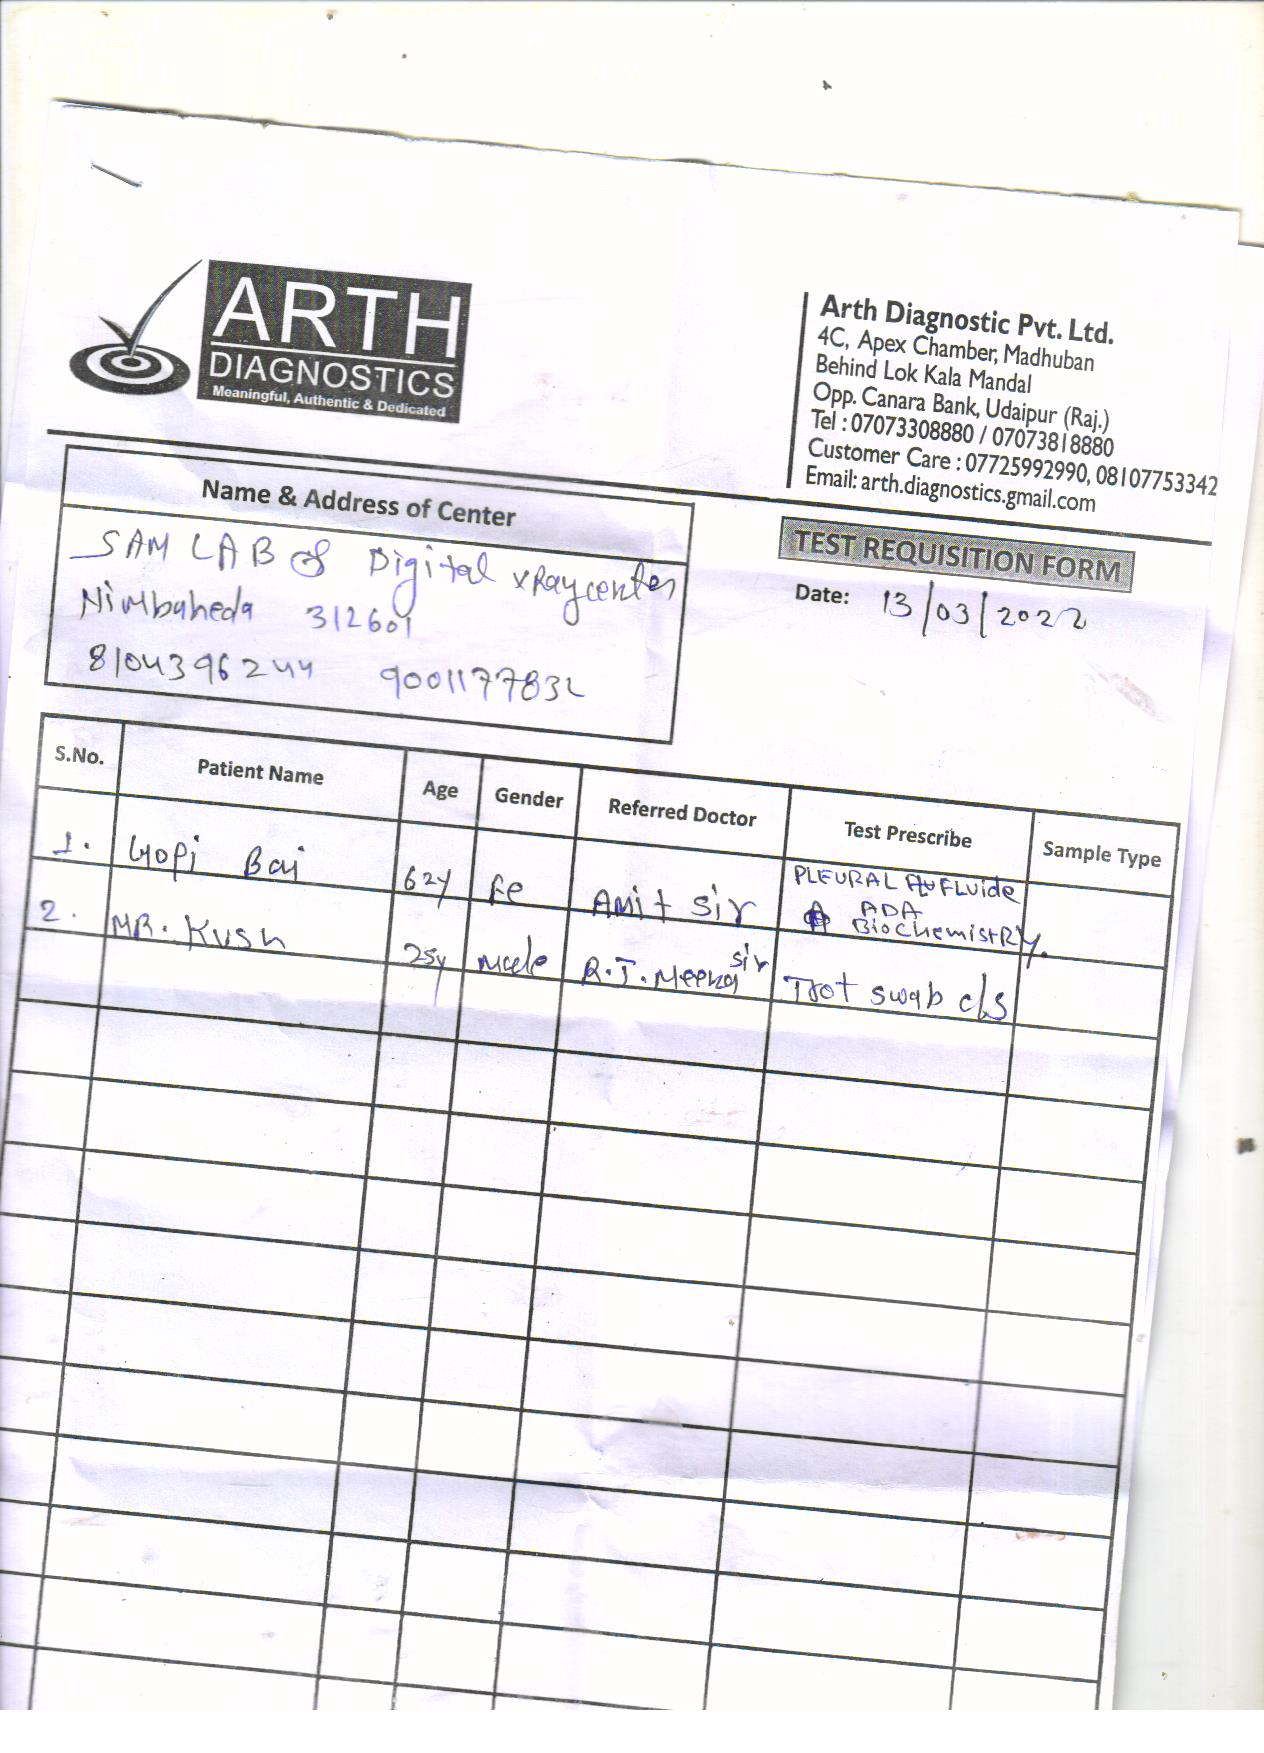 ARTH
DIAGNOSTICS
Meaningful, Authentic & Dedicated
Arth Diagnostic Pvt. Ltd.
4C, Apex Chamber, Madhuban
Behind Lok Kala Mandal
Opp. Canara Bank, Udaipur (Raj.)
Tel : 07073308880 / 07073818880
Customer Care : 07725992990, 08107753342
Email: arth.diagnostics.gmail.com
Name & Address of Center
SAM LAB of Digital xRay center
Nimbaheda 312601
8104396244 9001177832
TEST REQUISITION FORM
Date: 13/03/2022
S.No. Patient Name Age Gender Referred Doctor Test Prescribe Sample Type
1. Gopi Bai 62y Fe Amit Sir PLEURAL FLUIDE
ADA
BIOCHEMISTRY.
2. MR. Kush 25y Male R.J. Meena Sir swab c/s